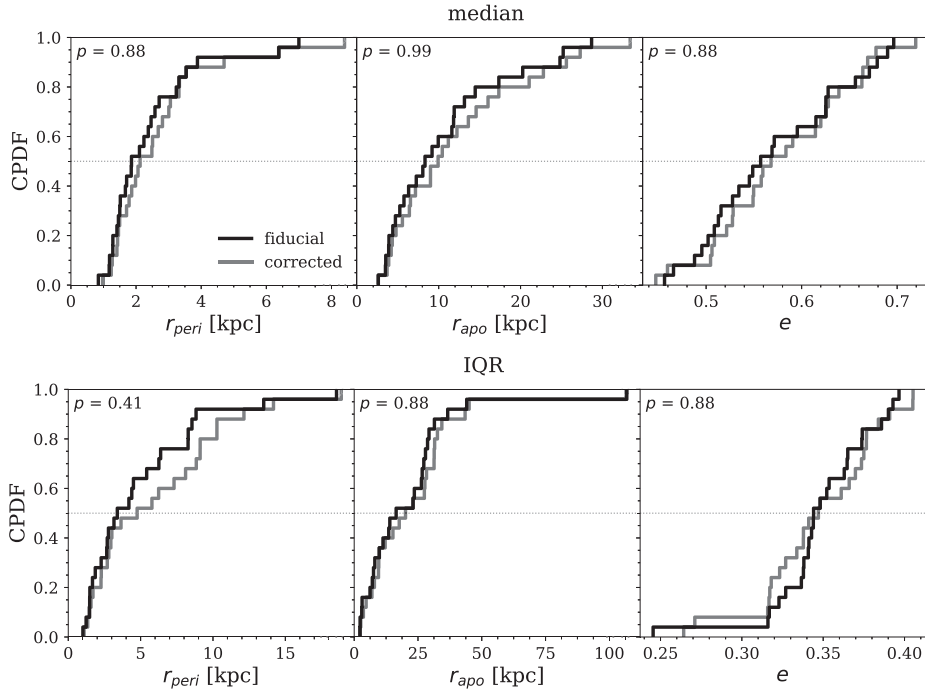 median
1.0
0.8
0.6
0.4
0.2
0.0
CPDF
p = 0.88
fiducial
corrected
0 2 4 6 8
r_peri [kpc]
p = 0.99
0 10 20 30
r_apo [kpc]
p = 0.88
0.5 0.6 0.7
e
IQR
1.0
0.8
0.6
0.4
0.2
0.0
CPDF
p = 0.41
0 5 10 15
r_peri [kpc]
p = 0.88
0 25 50 75 100
r_apo [kpc]
p = 0.88
0.25 0.30 0.35 0.40
e